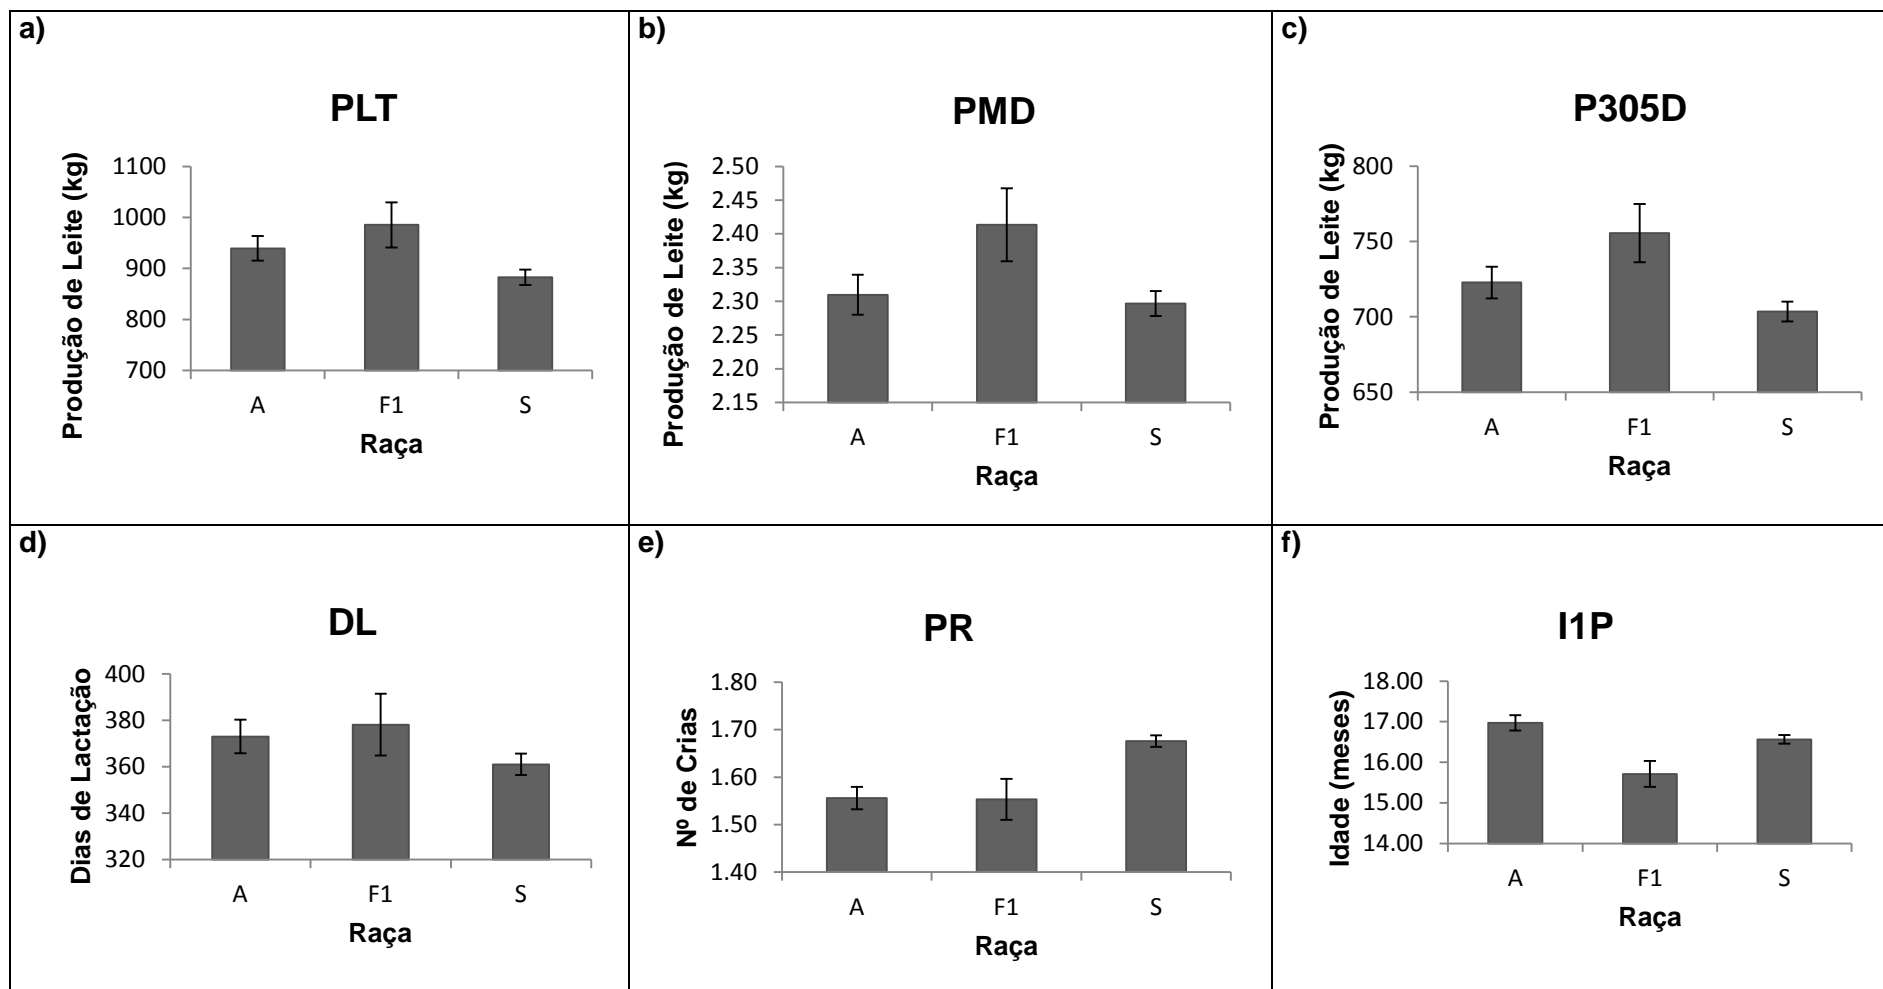 a)
PLT
Produção de Leite (kg)
1100
1000
900
800
700
A F1 S
Raça
b)
PMD
Produção de Leite (kg)
2.50
2.45
2.40
2.35
2.30
2.25
2.20
2.15
A F1 S
Raça
c)
P305D
Produção de Leite (kg)
800
750
700
650
A F1 S
Raça
d)
DL
Dias de Lactação
400
380
360
340
320
A F1 S
Raça
e)
PR
Nº de Crias
1.80
1.70
1.60
1.50
1.40
A F1 S
Raça
f)
I1P
Idade (meses)
18.00
17.00
16.00
15.00
14.00
A F1 S
Raça